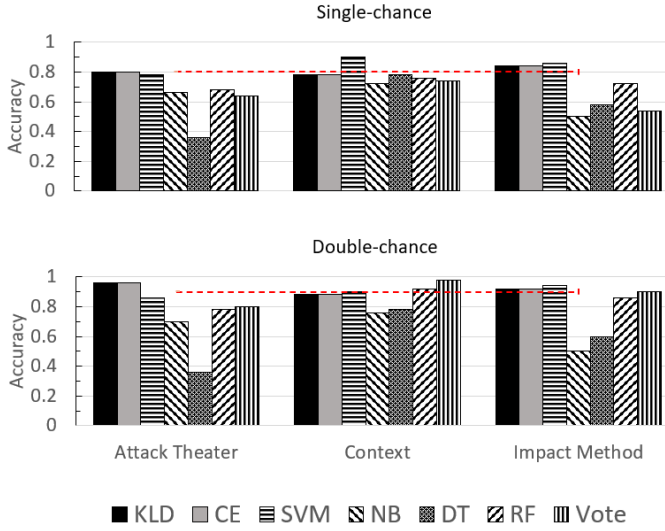 Single-chance
1
0.8
0.6
0.4
0.2
0
Accuracy
Double-chance
1
0.8
0.6
0.4
0.2
0
Accuracy
Attack Theater Context Impact Method
KLD CE SVM NB DT RF Vote